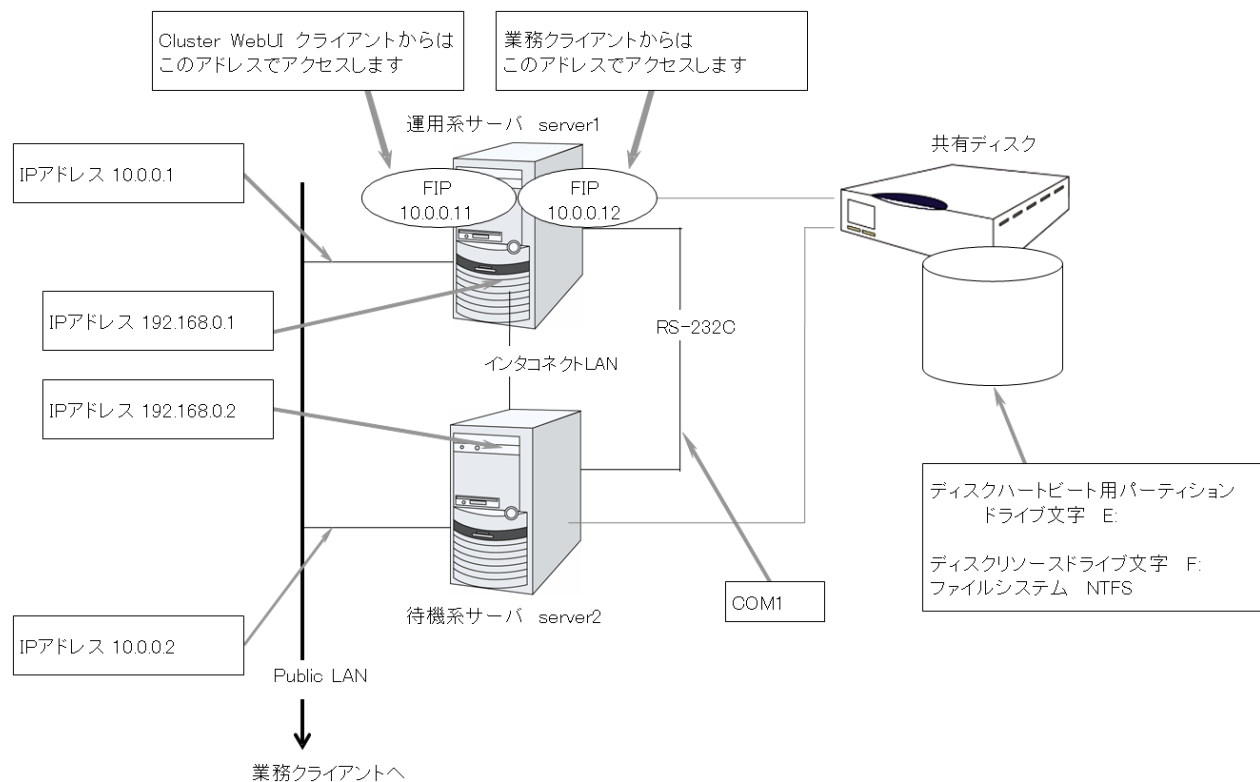 Cluster WebUI クライアントからは
このアドレスでアクセスします
業務クライアントからは
このアドレスでアクセスします
運用系サーバ server1
共有ディスク
IPアドレス 10.0.0.1
FIP
10.0.0.11
FIP
10.0.0.12
IPアドレス 192.168.0.1
RS-232C
インタコネクトLAN
IPアドレス 192.168.0.2
ディスクハートビート用パーティション
ドライブ文字 E:
ディスクリソースドライブ文字 F:
ファイルシステム NTFS
COM1
待機系サーバ server2
IPアドレス 10.0.0.2
Public LAN
業務クライアントへ